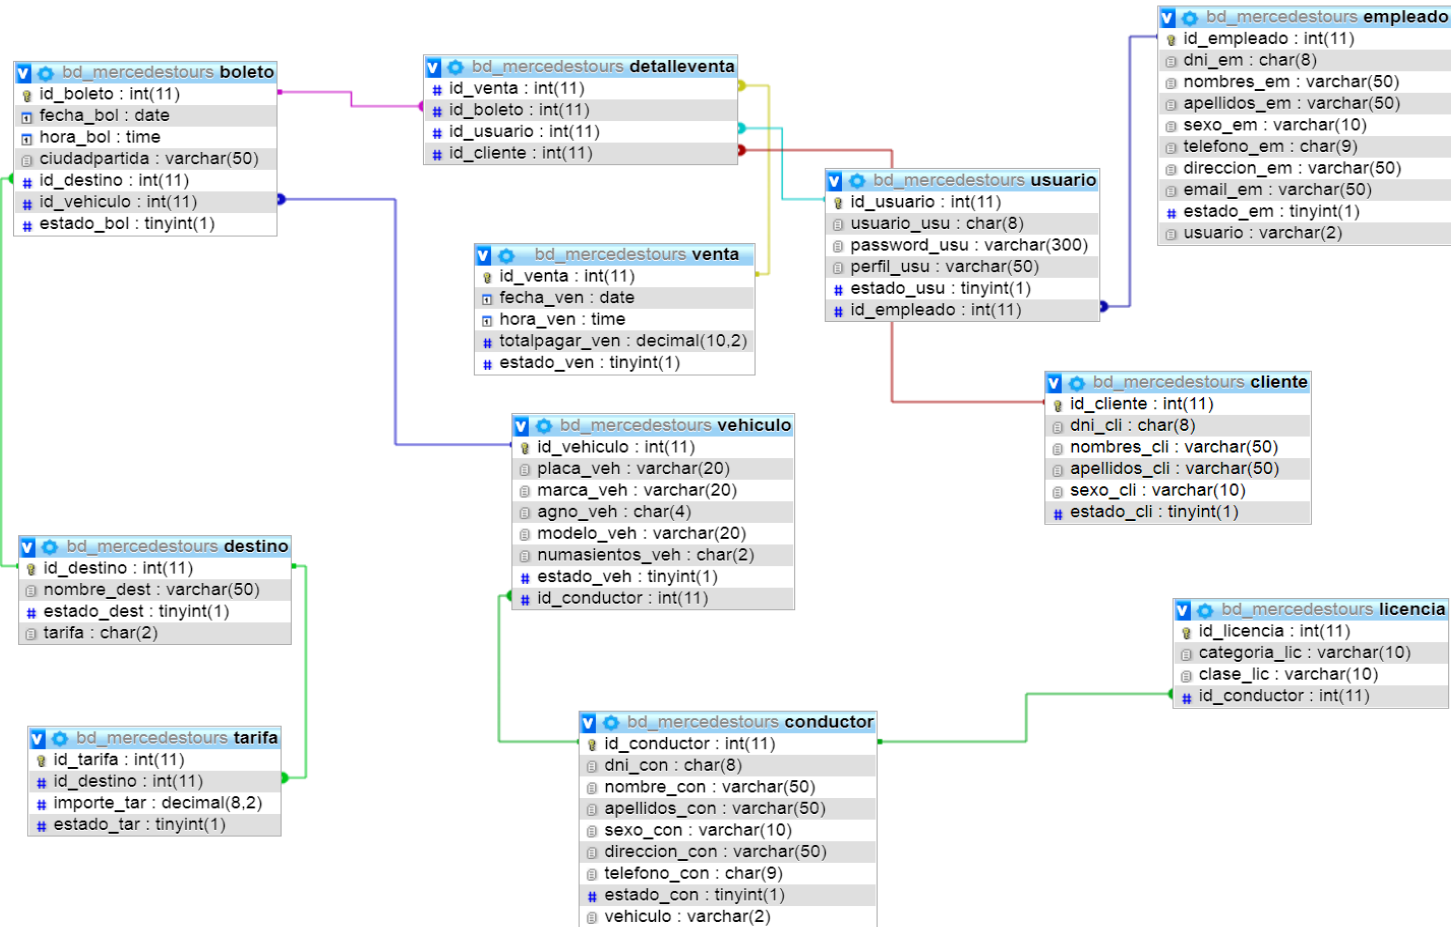 bd_mercedestours boleto
id_boleto : int(11)
fecha_bol : date
hora_bol : time
ciudadpartida : varchar(50)
id_destino : int(11)
id_vehiculo : int(11)
estado_bol : tinyint(1)
bd_mercedestours detalleventa
id_venta : int(11)
id_boleto : int(11)
id_usuario : int(11)
id_cliente : int(11)
bd_mercedestours empleado
id_empleado : int(11)
dni_em : char(8)
nombres_em : varchar(50)
apellidos_em : varchar(50)
sexo_em : varchar(10)
telefono_em : char(9)
direccion_em : varchar(50)
email_em : varchar(50)
estado_em : tinyint(1)
usuario : varchar(2)
bd_mercedestours usuario
id_usuario : int(11)
usuario_usu : char(8)
password_usu : varchar(300)
perfil_usu : varchar(50)
estado_usu : tinyint(1)
id_empleado : int(11)
bd_mercedestours venta
id_venta : int(11)
fecha_ven : date
hora_ven : time
totalpagar_ven : decimal(10,2)
estado_ven : tinyint(1)
bd_mercedestours cliente
id_cliente : int(11)
dni_cli : char(8)
nombres_cli : varchar(50)
apellidos_cli : varchar(50)
sexo_cli : varchar(10)
estado_cli : tinyint(1)
bd_mercedestours vehiculo
id_vehiculo : int(11)
placa_veh : varchar(20)
marca_veh : varchar(20)
agno_veh : char(4)
modelo_veh : varchar(20)
numasientos_veh : char(2)
estado_veh : tinyint(1)
id_conductor : int(11)
bd_mercedestours destino
id_destino : int(11)
nombre_dest : varchar(50)
estado_dest : tinyint(1)
tarifa : char(2)
bd_mercedestours licencia
id_licencia : int(11)
categoria_lic : varchar(10)
clase_lic : varchar(10)
id_conductor : int(11)
bd_mercedestours tarifa
id_tarifa : int(11)
id_destino : int(11)
importe_tar : decimal(8,2)
estado_tar : tinyint(1)
bd_mercedestours conductor
id_conductor : int(11)
dni_con : char(8)
nombre_con : varchar(50)
apellidos_con : varchar(50)
sexo_con : varchar(10)
direccion_con : varchar(50)
telefono_con : char(9)
estado_con : tinyint(1)
vehiculo : varchar(2)